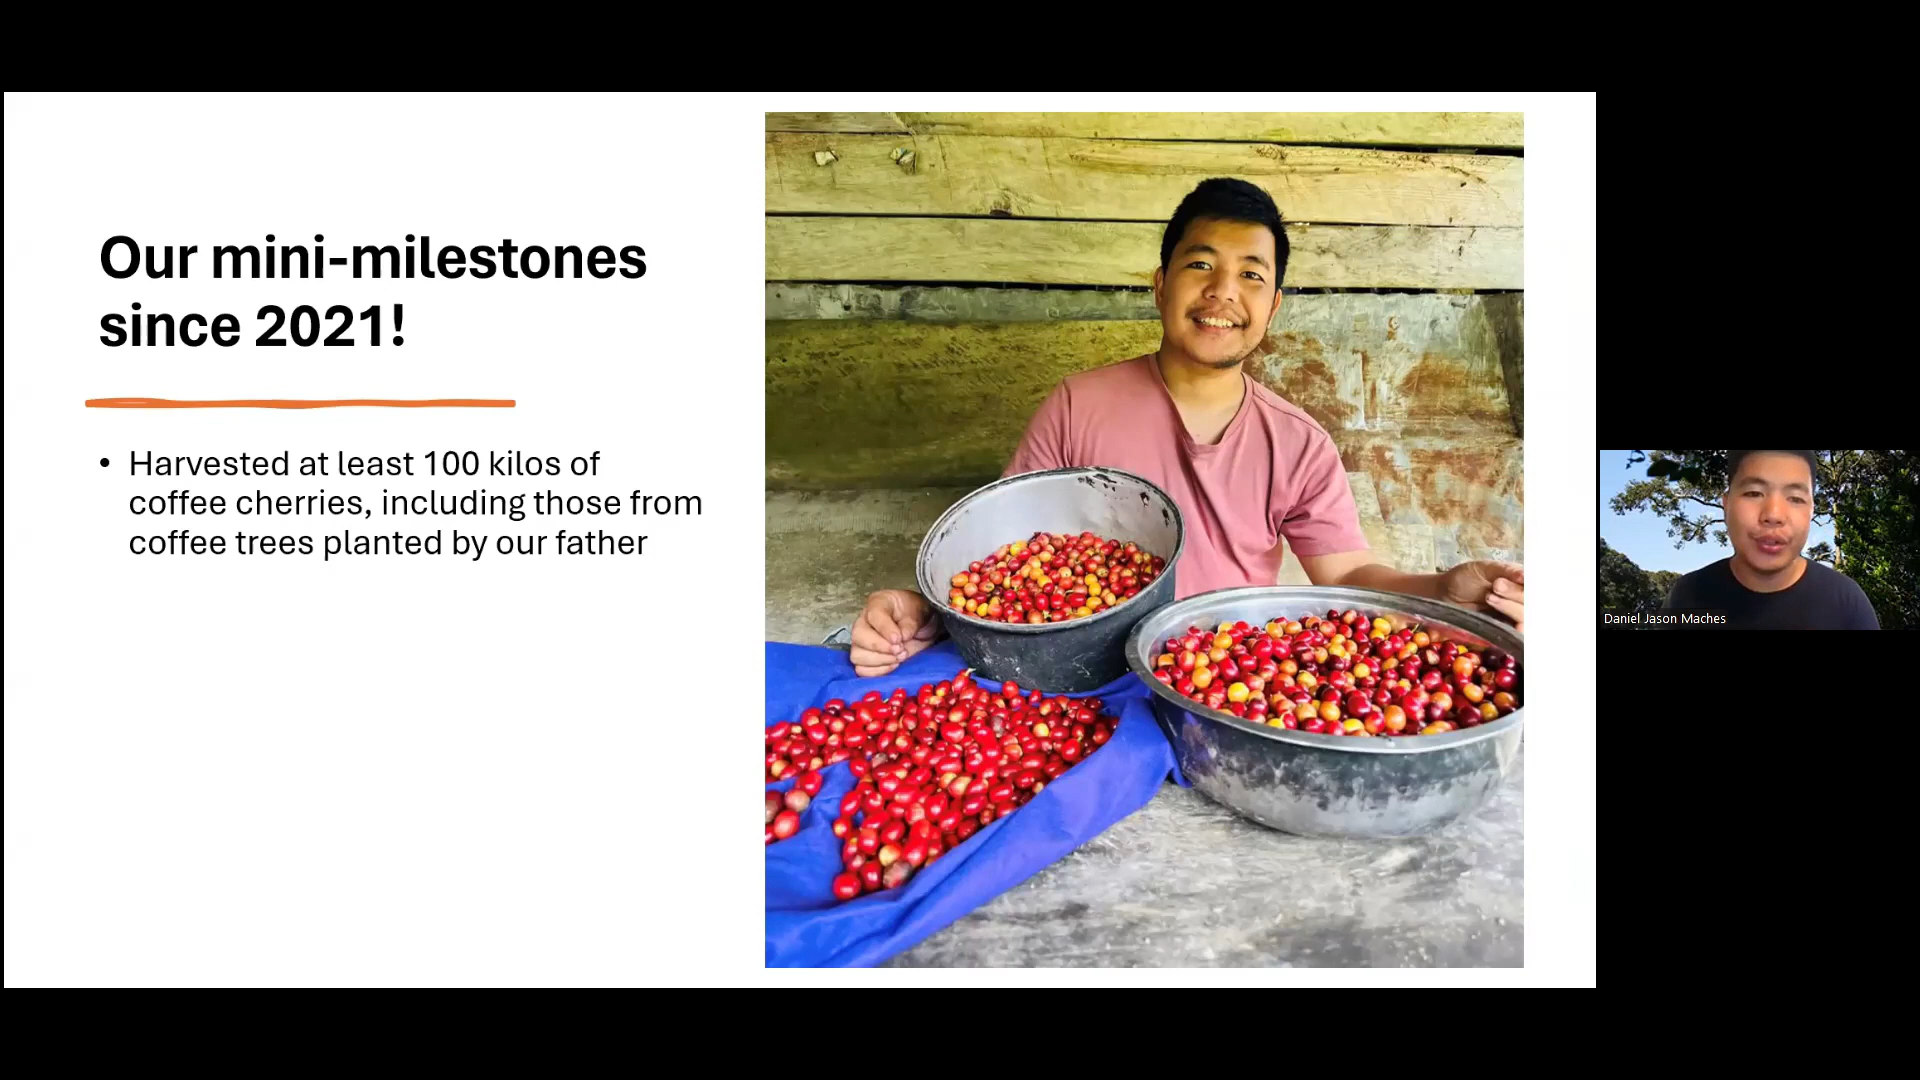 Our mini-milestones
since 2021!
• Harvested at least 100 kilos of
coffee cherries, including those from
coffee trees planted by our father
Daniel Jason Maches